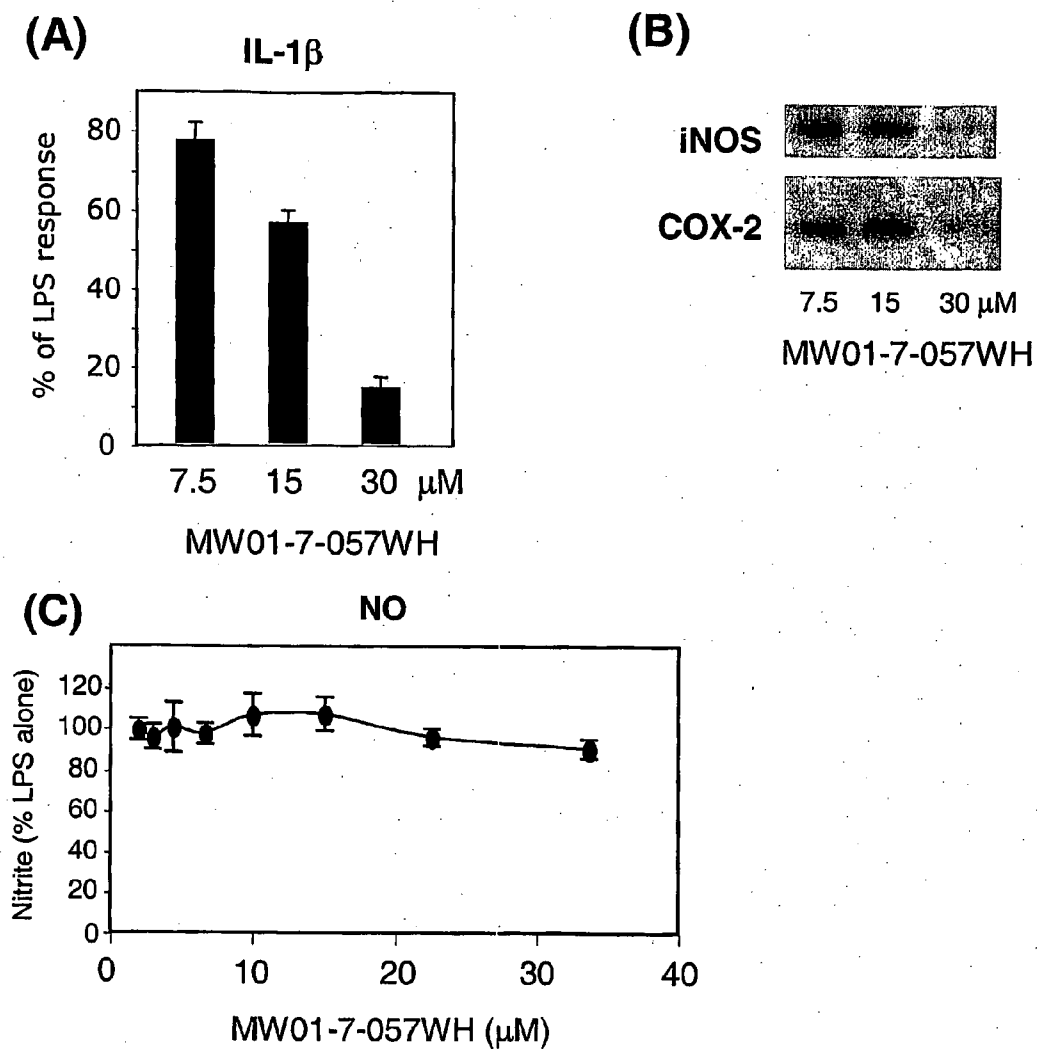 (A)
IL-1β
% of LPS response
80
60
40
20
0
7.5 15 30 μM
MW01-7-057WH
(B)
iNOS
COX-2
7.5 15 30 μM
MW01-7-057WH
(C)
NO
Nitrite (% LPS alone)
120
100
80
60
40
20
0
0 10 20 30 40
MW01-7-057WH (μM)